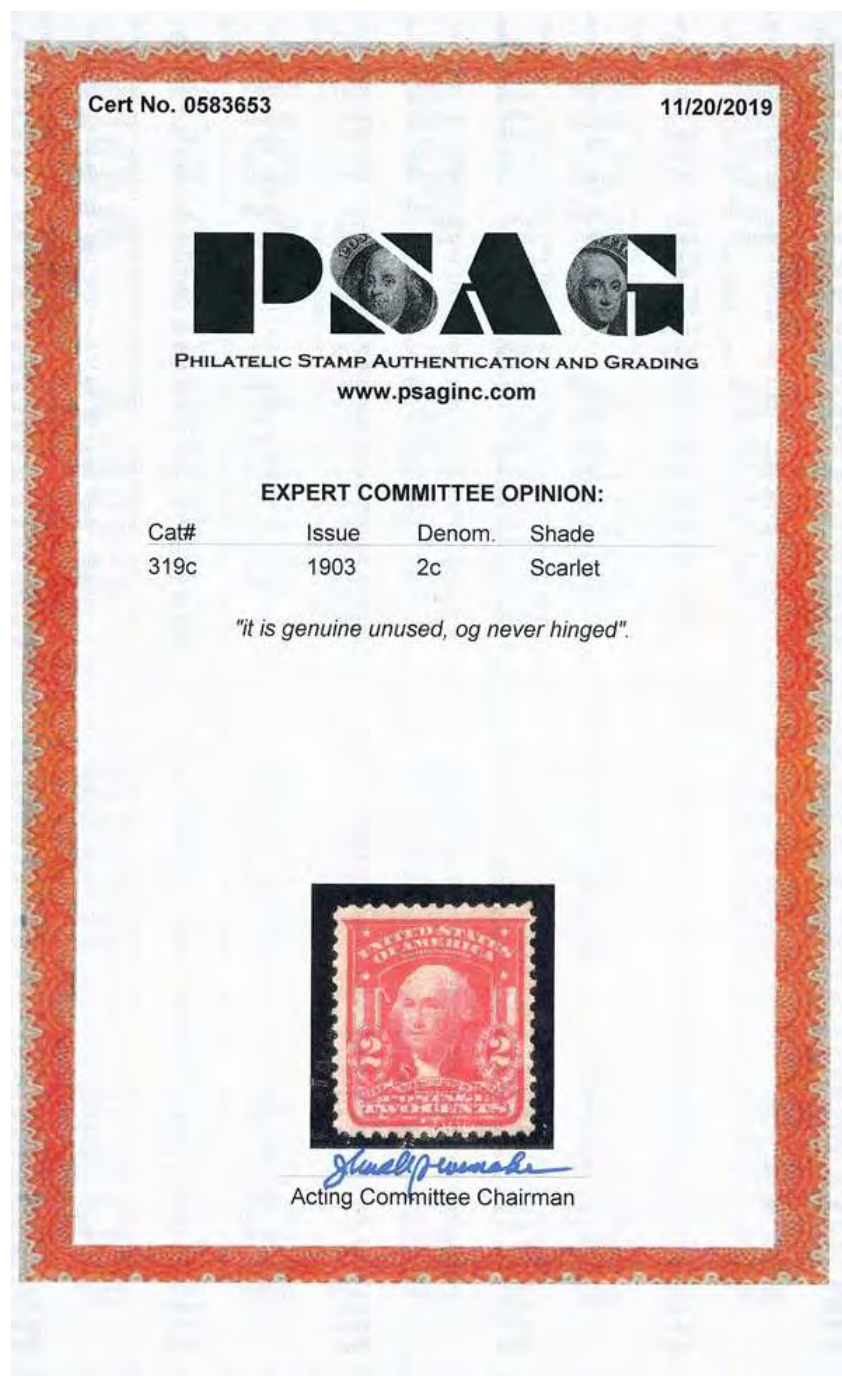 Cert No. 0583653 11/20/2019
PSAG
PHILATELIC STAMP AUTHENTICATION AND GRADING
www.psaginc.com
EXPERT COMMITTEE OPINION:
Cat# Issue Denom. Shade
319c 1903 2c Scarlet
"it is genuine unused, og never hinged".
UNITED STATES
OF AMERICA
2 2
POSTAGE
TWO CENTS
Acting Committee Chairman